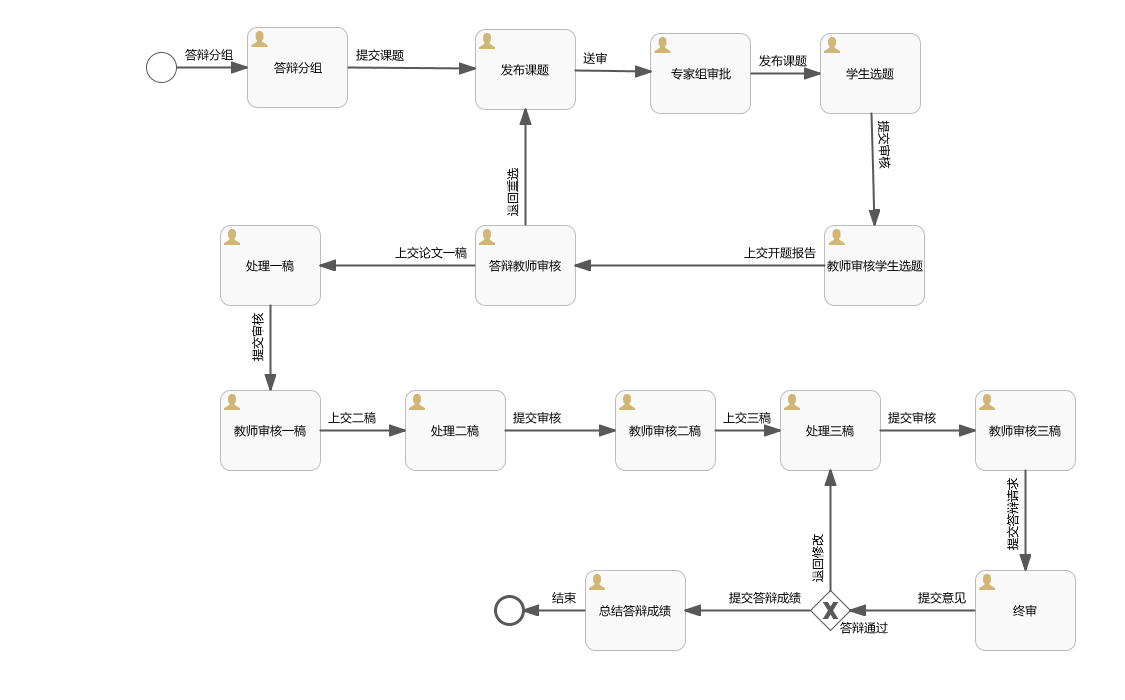 答辩分组
答辩分组
提交课题
发布课题
送审
专家组审批
发布课题
学生选题
提交审核
退回重选
处理一稿
上交论文一稿
答辩教师审核
上交开题报告
教师审核学生选题
提交审核
教师审核一稿
上交二稿
处理二稿
提交审核
教师审核二稿
上交三稿
处理三稿
提交审核
教师审核三稿
提交答辩请求
退回修改
结束
总结答辩成绩
提交答辩成绩
X
答辩通过
提交意见
终审